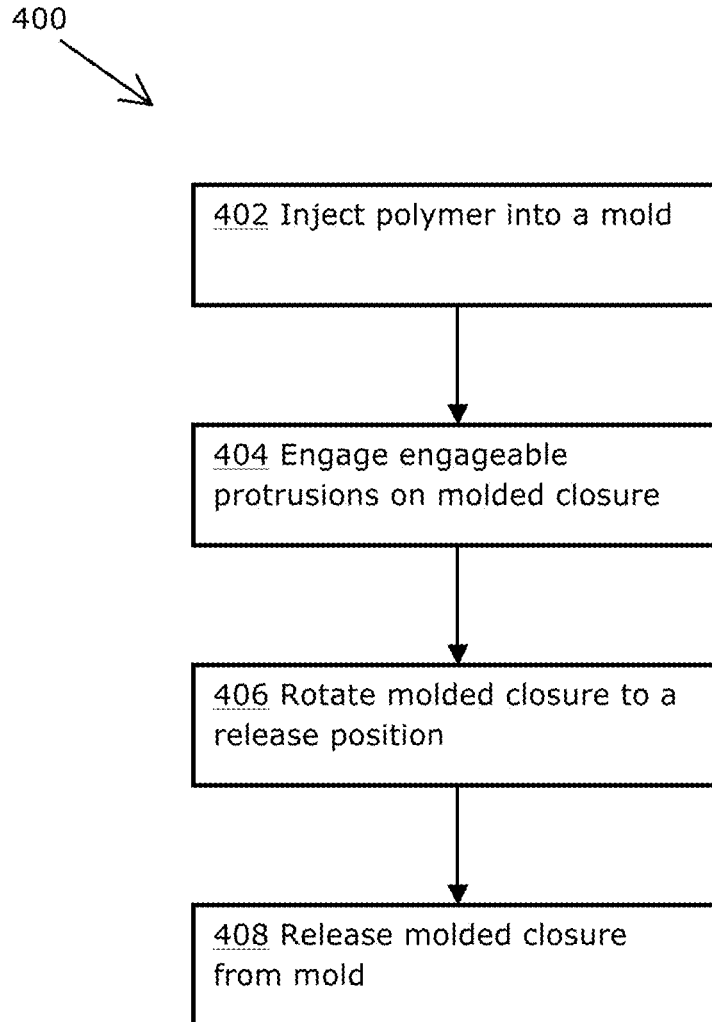 400
402 Inject polymer into a mold
404 Engage engageable
protrusions on molded closure
406 Rotate molded closure to a
release position
408 Release molded closure
from mold